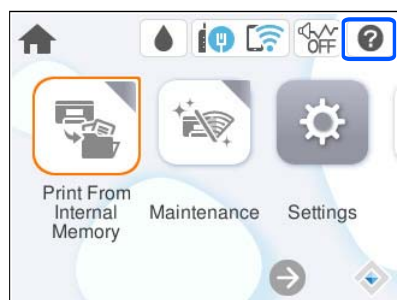 OFF
?
Print From
Internal
Memory
Maintenance
Settings